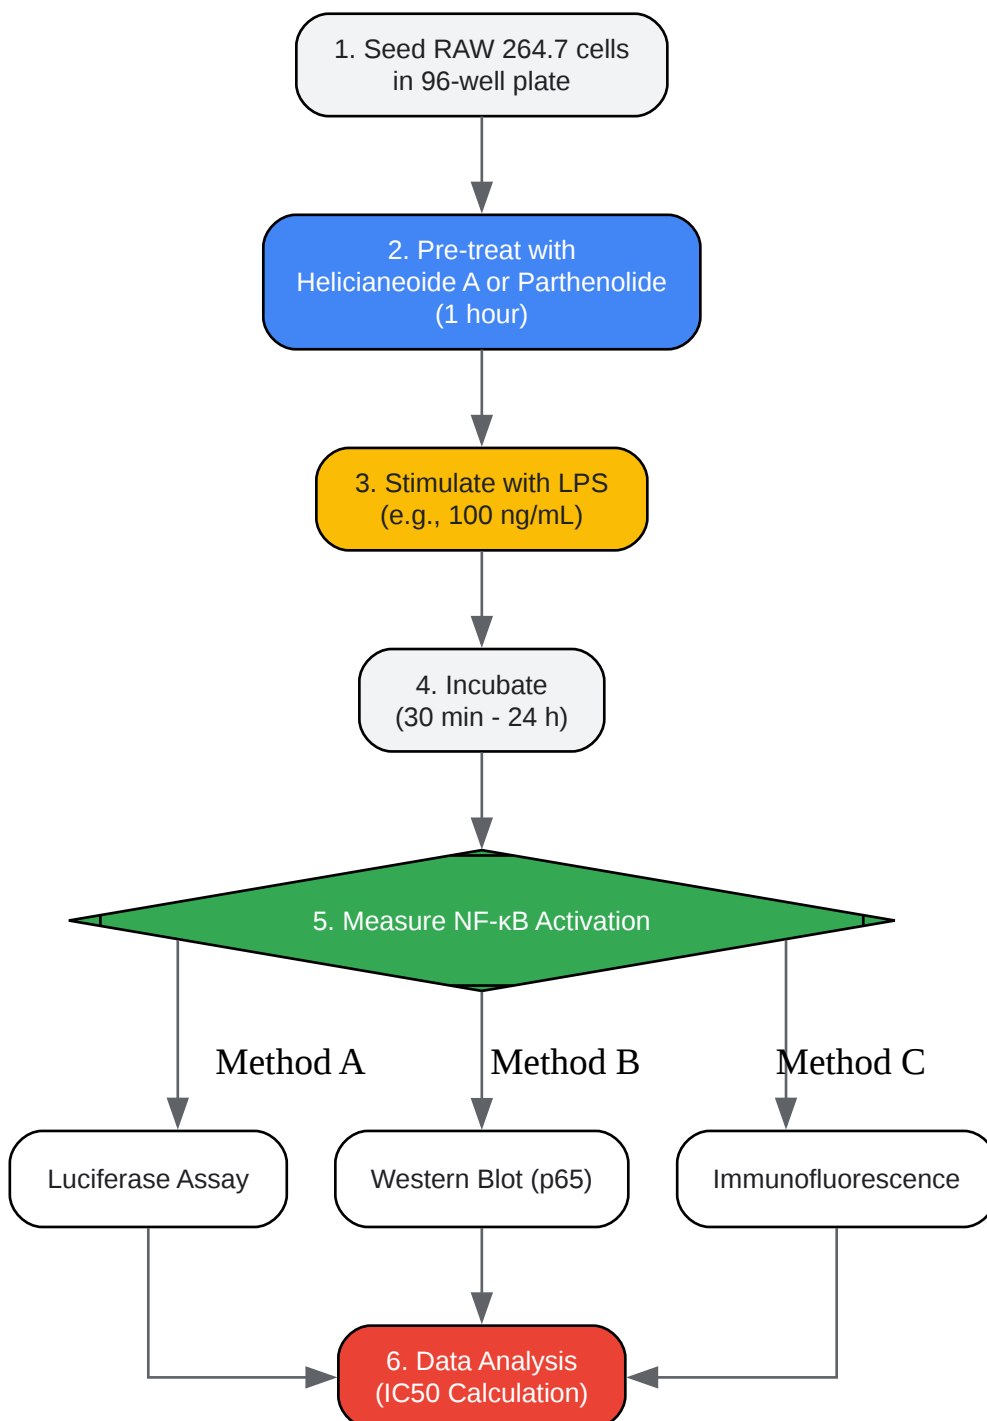 1. Seed RAW 264.7 cells
in 96-well plate
2. Pre-treat with
Helicianeoide A or Parthenolide
(1 hour)
3. Stimulate with LPS
(e.g., 100 ng/mL)
4. Incubate
(30 min - 24 h)
5. Measure NF-κB Activation
Method A
Method B
Method C
Luciferase Assay
Western Blot (p65)
Immunofluorescence
6. Data Analysis
(IC50 Calculation)